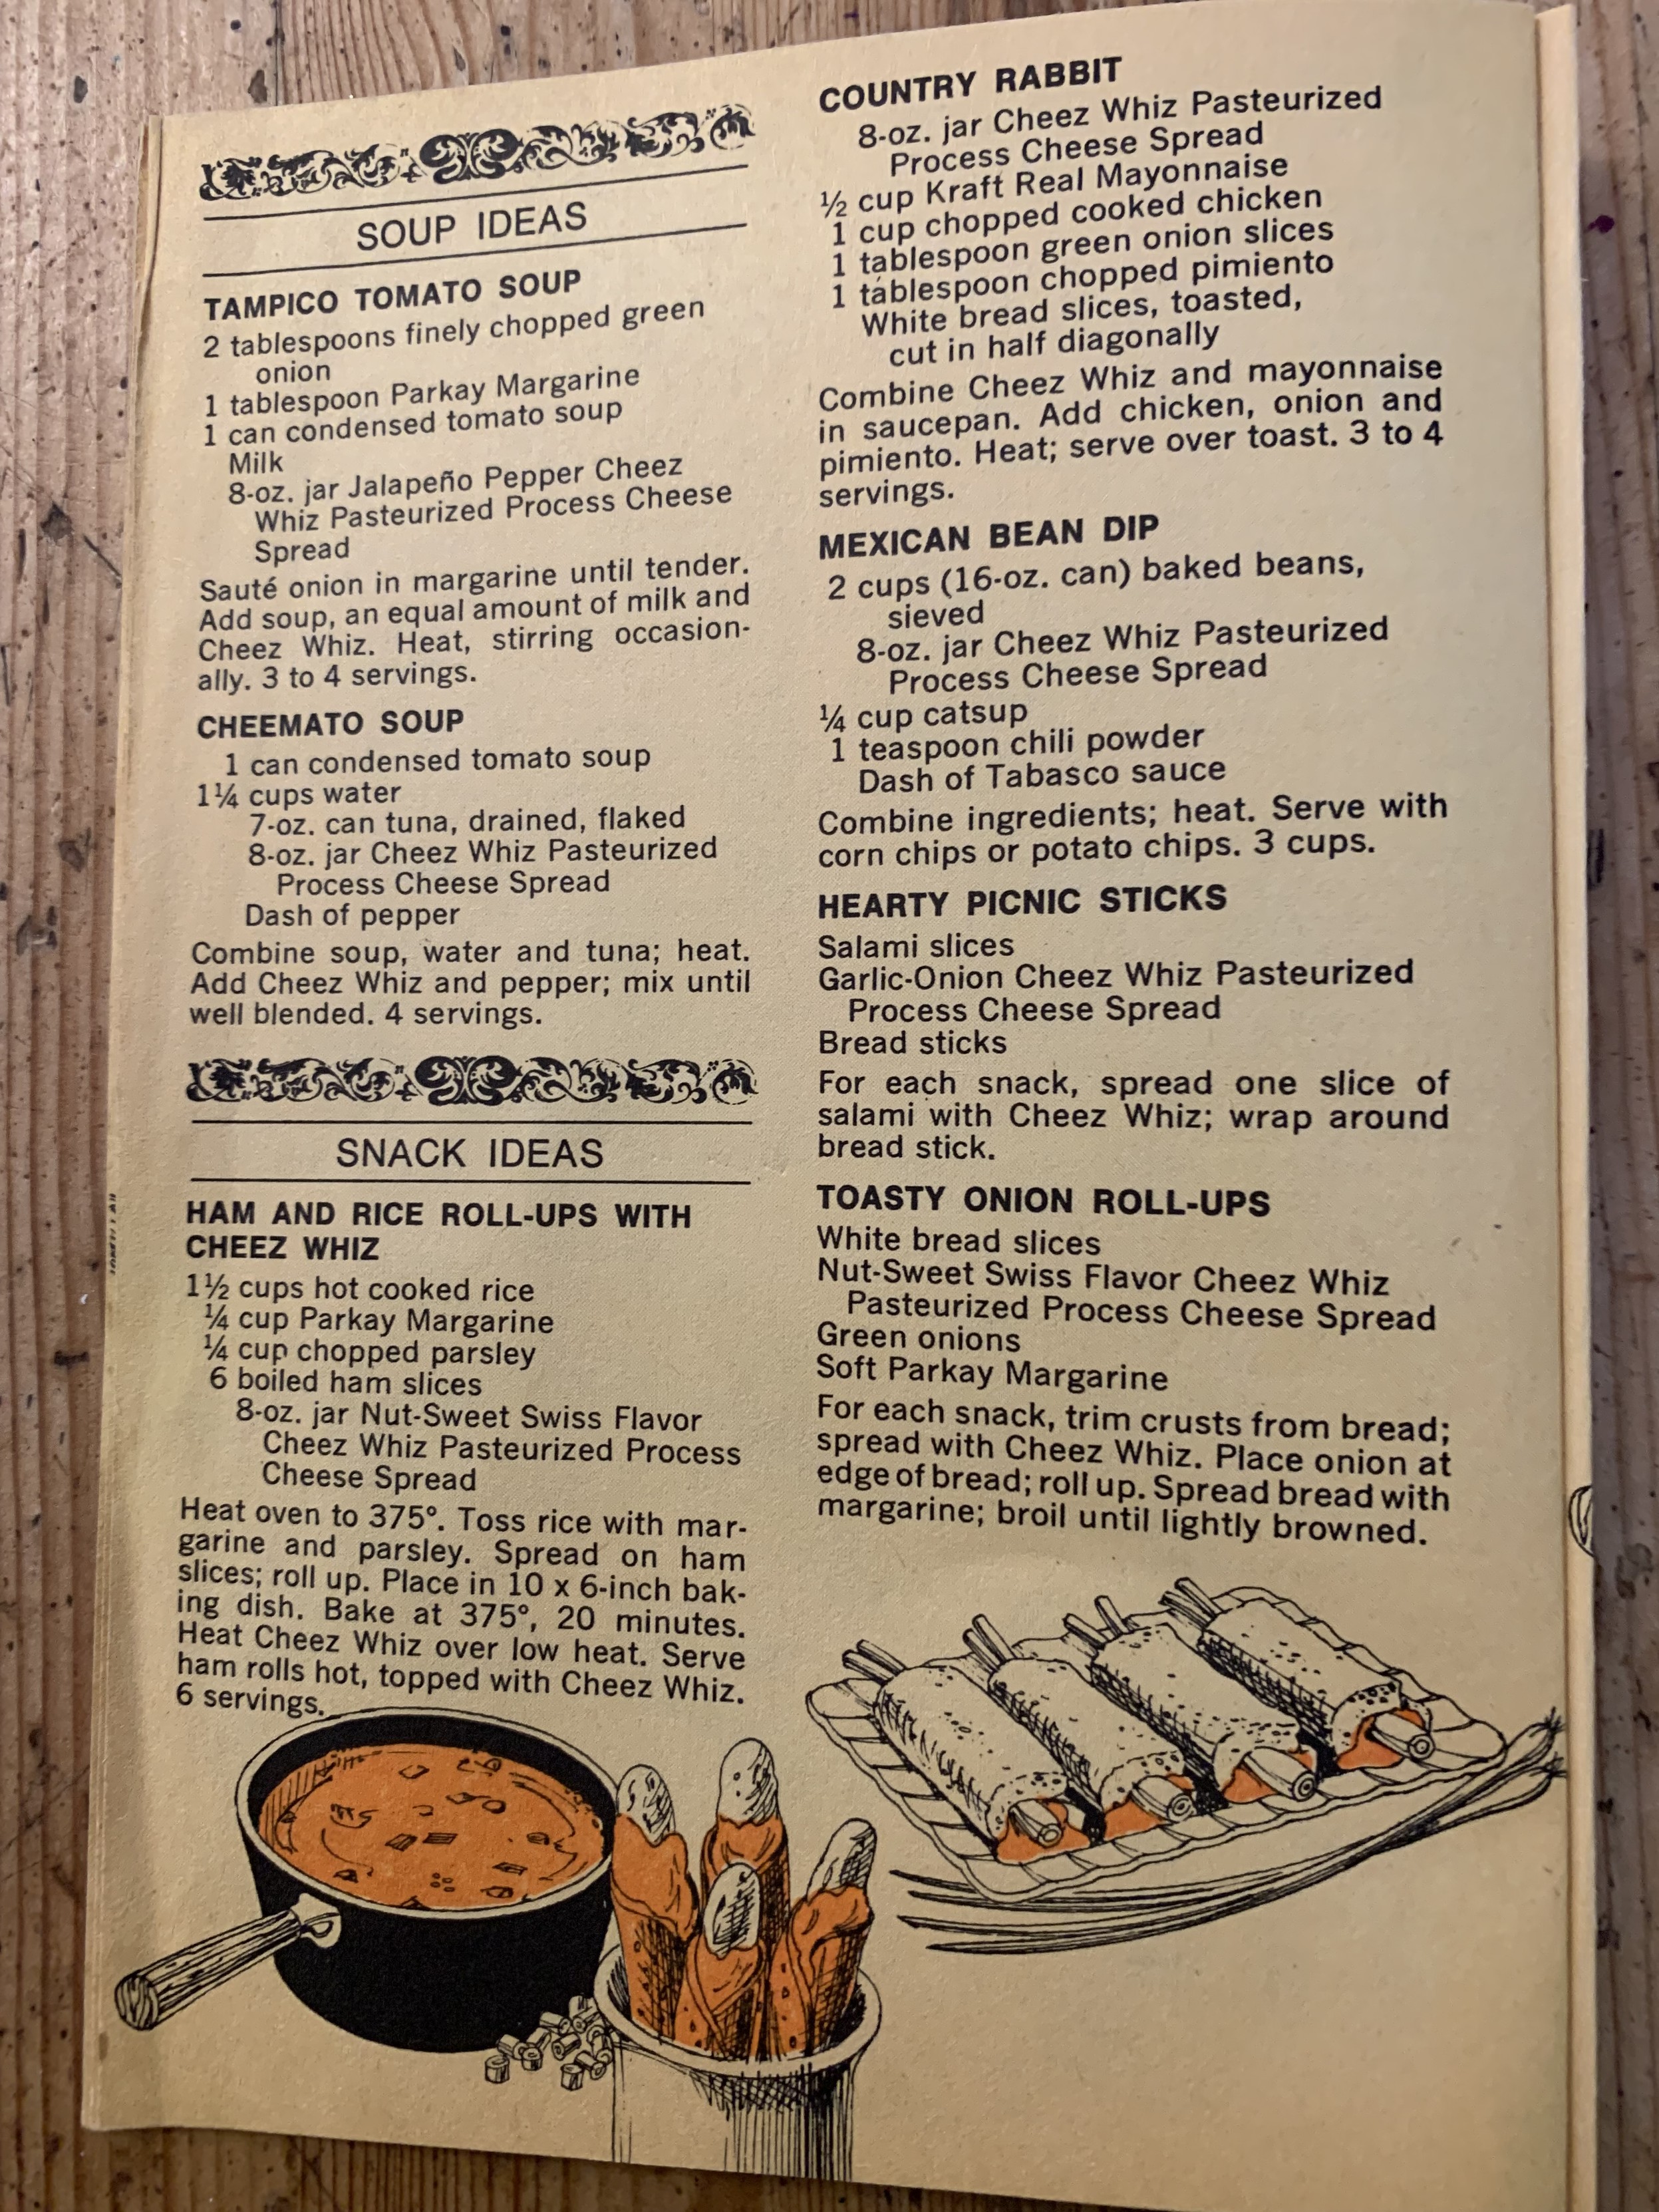 SOUP IDEAS
TAMPICO TOMATO SOUP
2 tablespoons finely chopped green
onion
1 tablespoon Parkay Margarine
1 can condensed tomato soup
Milk
8-oz. jar Jalapeño Pepper Cheez
Whiz Pasteurized Process Cheese
Spread
Sauté onion in margarine until tender.
Add soup, an equal amount of milk and
Cheez Whiz. Heat, stirring occasion-
ally. 3 to 4 servings.
CHEEMATO SOUP
1 can condensed tomato soup
1¼ cups water
7-oz. can tuna, drained, flaked
8-oz. jar Cheez Whiz Pasteurized
Process Cheese Spread
Dash of pepper
Combine soup, water and tuna; heat.
Add Cheez Whiz and pepper; mix until
well blended. 4 servings.
SNACK IDEAS
HAM AND RICE ROLL-UPS WITH
CHEEZ WHIZ
1½ cups hot cooked rice
¼ cup Parkay Margarine
¼ cup chopped parsley
6 boiled ham slices
8-oz. jar Nut-Sweet Swiss Flavor
Cheez Whiz Pasteurized Process
Cheese Spread
Heat oven to 375°. Toss rice with mar-
garine and parsley. Spread on ham
slices; roll up. Place in 10 x 6-inch bak-
ing dish. Bake at 375°, 20 minutes.
Heat Cheez Whiz over low heat. Serve
ham rolls hot, topped with Cheez Whiz.
6 servings.
COUNTRY RABBIT
8-oz. jar Cheez Whiz Pasteurized
Process Cheese Spread
½ cup Kraft Real Mayonnaise
1 cup chopped cooked chicken
1 tablespoon green onion slices
1 tablespoon chopped pimiento
White bread slices, toasted,
cut in half diagonally
Combine Cheez Whiz and mayonnaise
in saucepan. Add chicken, onion and
pimiento. Heat; serve over toast. 3 to 4
servings.
MEXICAN BEAN DIP
2 cups (16-oz. can) baked beans,
sieved
8-oz. jar Cheez Whiz Pasteurized
Process Cheese Spread
¼ cup catsup
1 teaspoon chili powder
Dash of Tabasco sauce
Combine ingredients; heat. Serve with
corn chips or potato chips. 3 cups.
HEARTY PICNIC STICKS
Salami slices
Garlic-Onion Cheez Whiz Pasteurized
Process Cheese Spread
Bread sticks
For each snack, spread one slice of
salami with Cheez Whiz; wrap around
bread stick.
TOASTY ONION ROLL-UPS
White bread slices
Nut-Sweet Swiss Flavor Cheez Whiz
Pasteurized Process Cheese Spread
Green onions
Soft Parkay Margarine
For each snack, trim crusts from bread;
spread with Cheez Whiz. Place onion at
edge of bread; roll up. Spread bread with
margarine; broil until lightly browned.